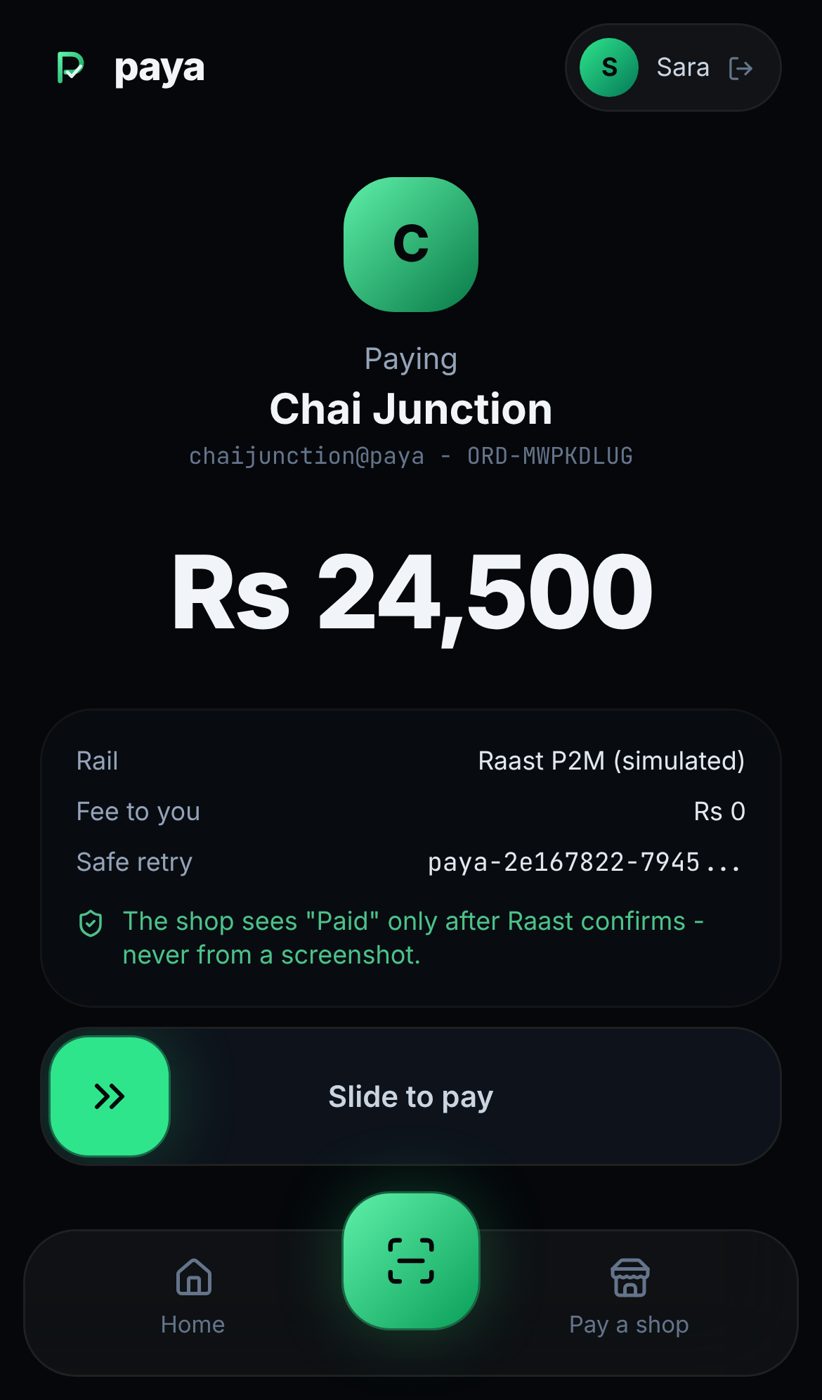 paya
S
Sara
C
Paying
Chai Junction
chaijunction@paya - ORD-MWPKDLUG
Rs 24,500
Rail Raast P2M (simulated)
Fee to you Rs 0
Safe retry paya-2e167822-7945...
The shop sees "Paid" only after Raast confirms -
never from a screenshot.
Slide to pay
Home
Pay a shop